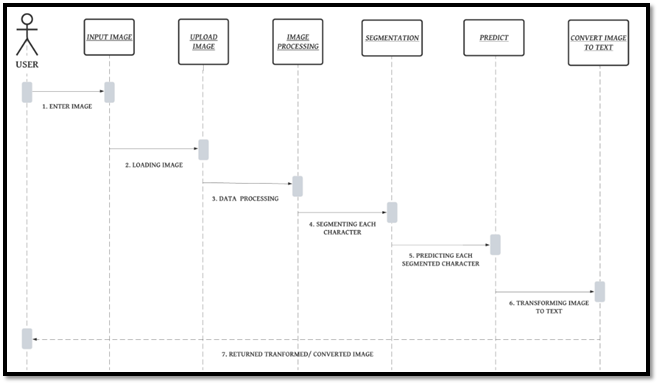 USER
INPUT IMAGE
UPLOAD
IMAGE
IMAGE
PROCESSING
SEGMENTATION
PREDICT
CONVERT IMAGE
TO TEXT
1. ENTER IMAGE
2. LOADING IMAGE
3. DATA PROCESSING
4. SEGMENTING EACH
CHARACTER
5. PREDICTING EACH
SEGMENTED CHARACTER
6. TRANSFORMING IMAGE
TO TEXT
7. RETURNED TRANFORMED/ CONVERTED IMAGE